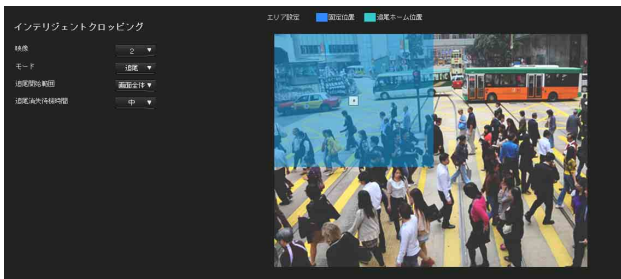 インテリジェントクロッピング
映像 2 ▼
モード 追尾 ▼
追尾開始範囲 画面全体 ▼
追尾消失待機時間 中 ▼
エリア設定 固定位置 追尾ホーム位置